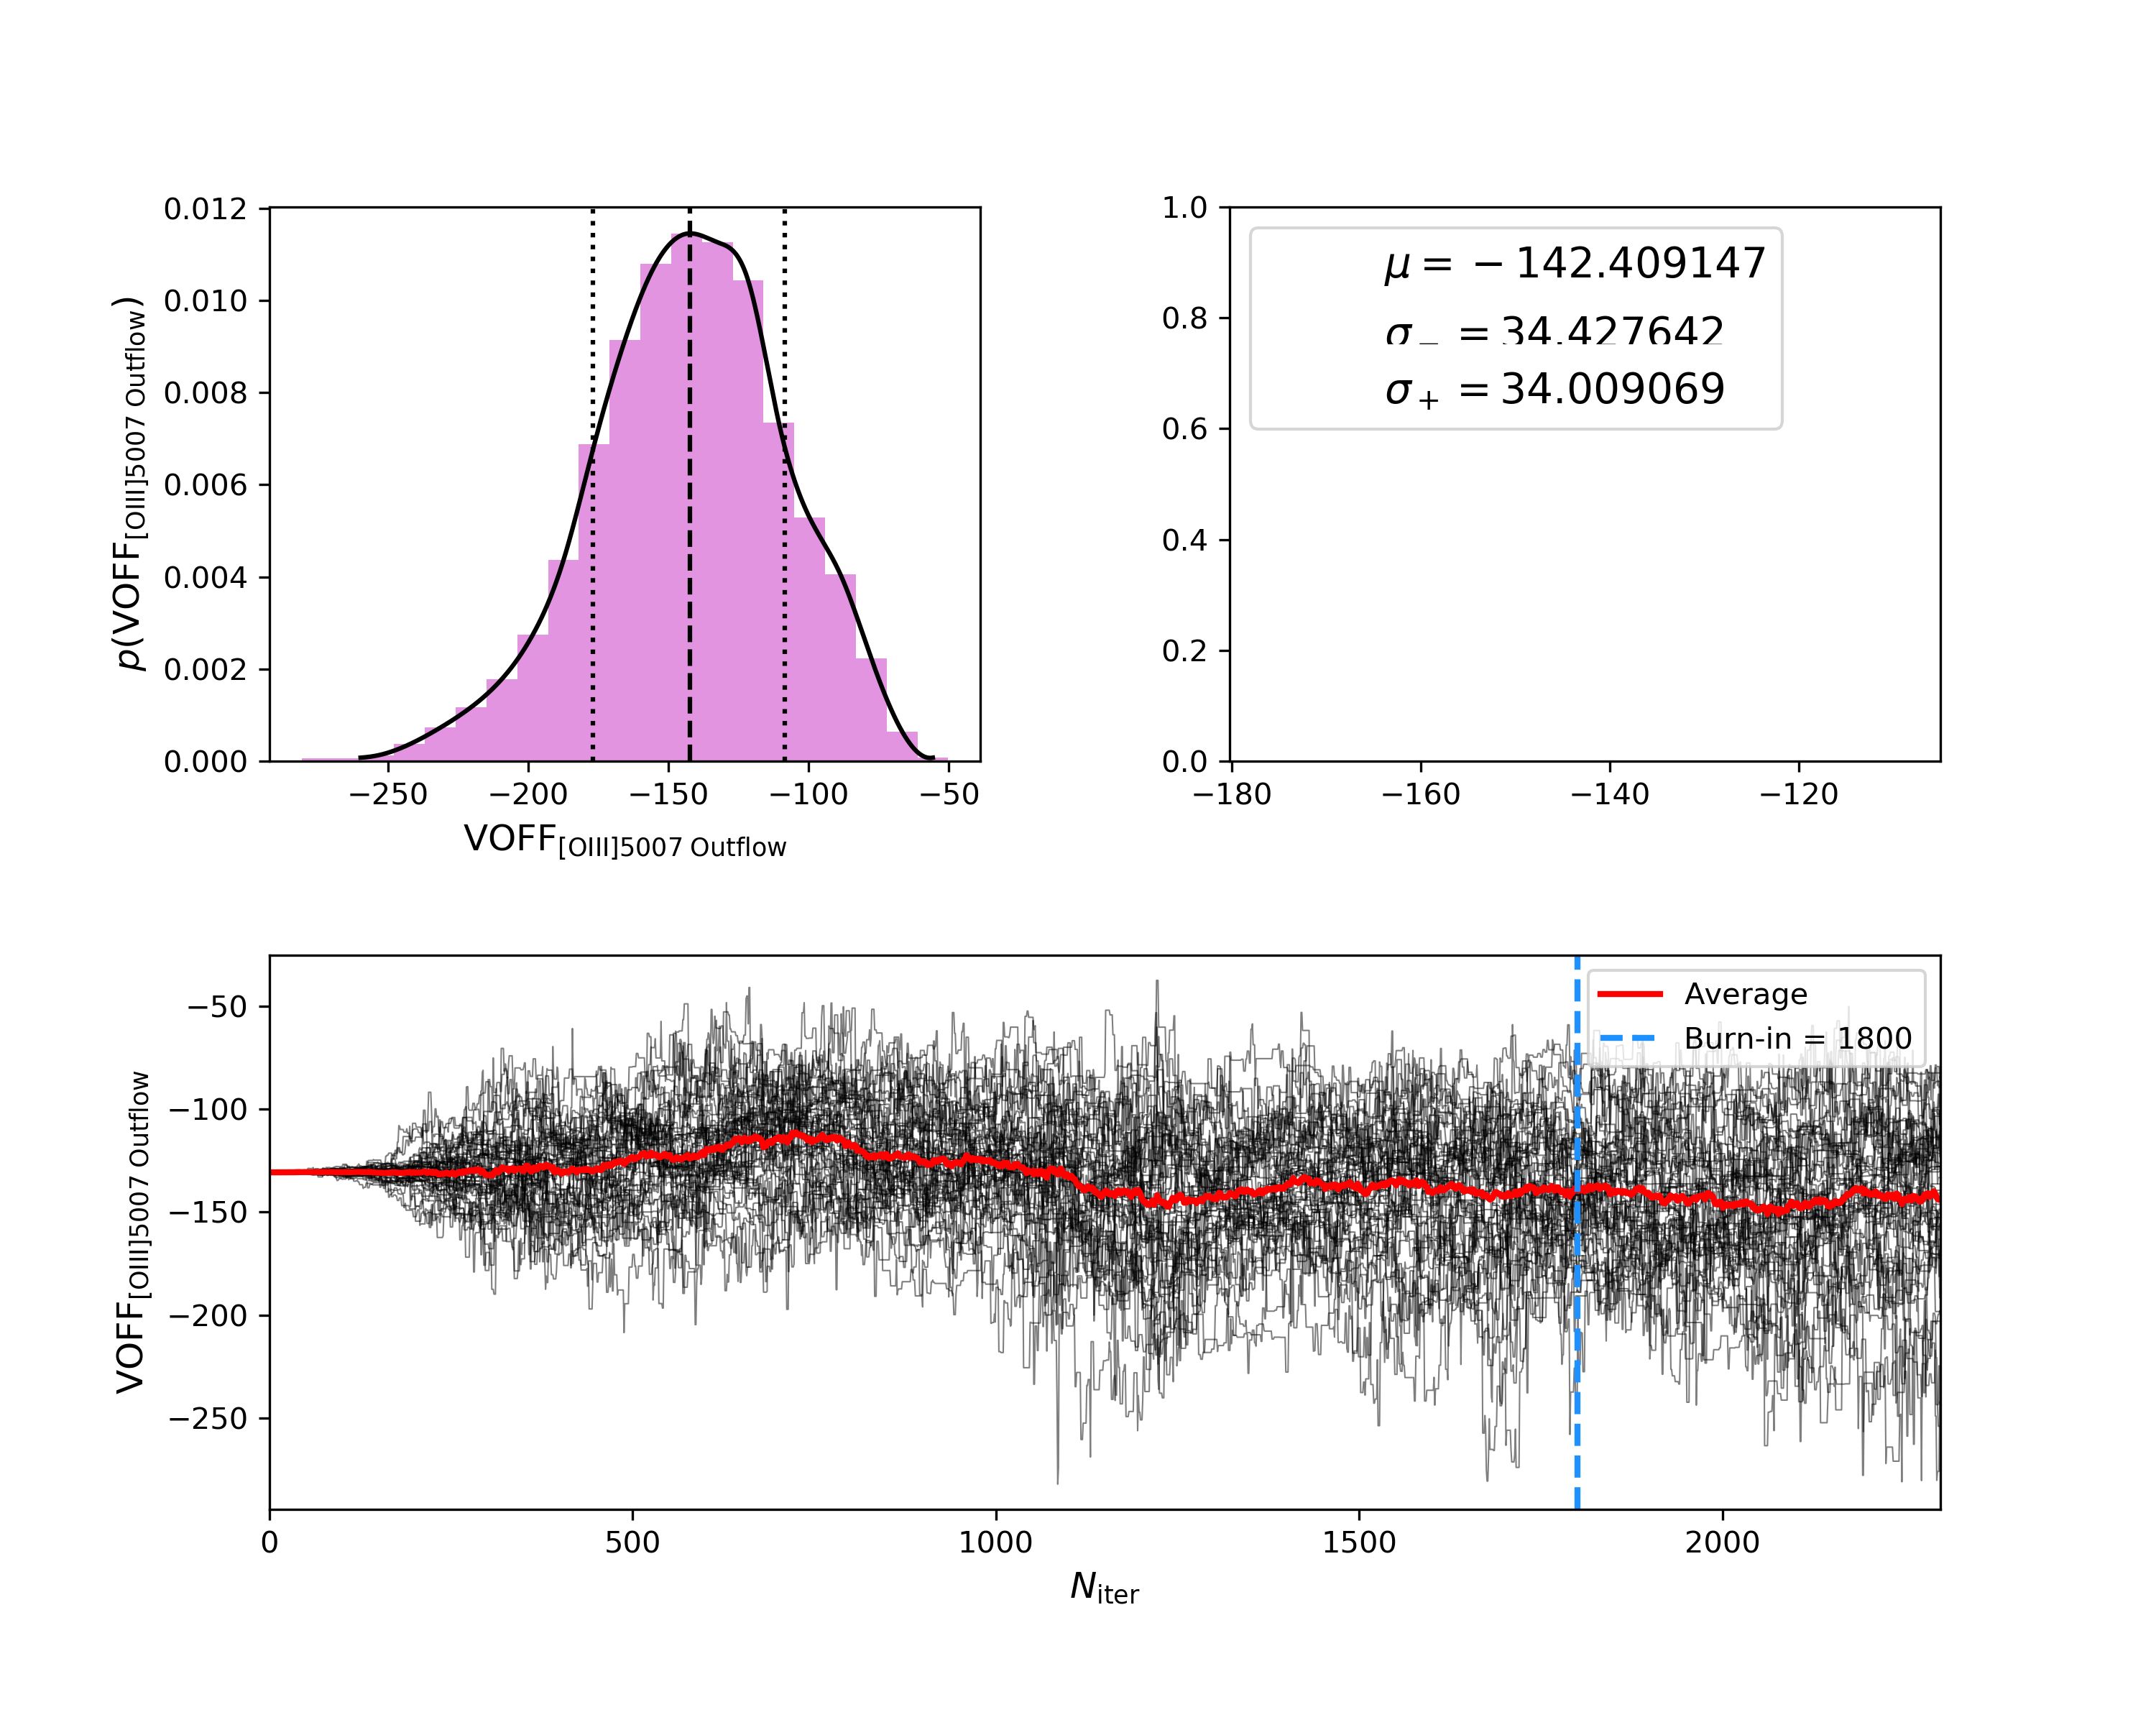 0.012
0.010
0.008
0.006
0.004
0.002
0.000
p(VOFF[OIII]5007 Outflow)
−250 −200 −150 −100 −50
VOFF[OIII]5007 Outflow
1.0
0.8
0.6
0.4
0.2
0.0
μ = −142.409147
σ− = 34.427642
σ+ = 34.009069
−180 −160 −140 −120
−50
−100
−150
−200
−250
VOFF[OIII]5007 Outflow
Average
Burn-in = 1800
0 500 1000 1500 2000
Niter